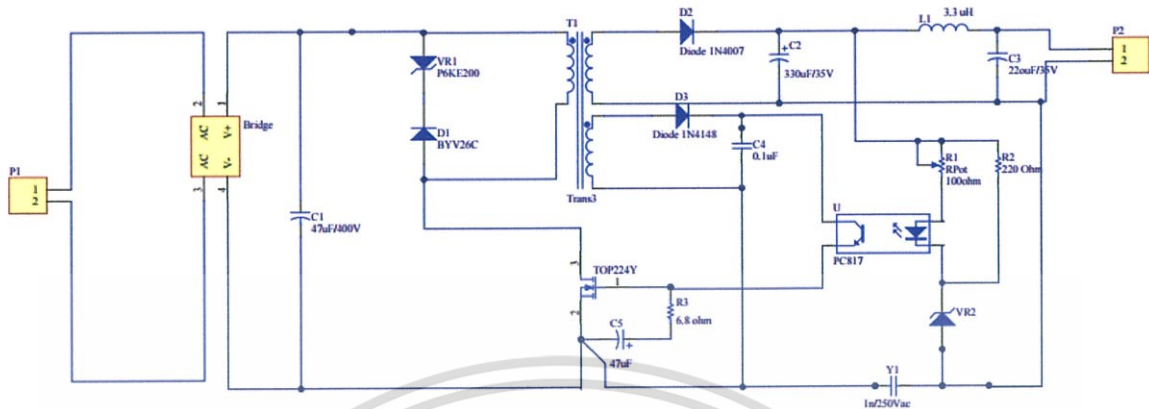 T1
D2
Diode 1N4007
L1
3.3 uH
P2
1
2
C2
330uF/35V
C3
22ouF/35V
VR1
P6KE200
D1
BYV26C
D3
Diode 1N4148
C4
0.1uF
Trans3
2
3
AC
V+
AC
V-
Bridge
3
4
P1
1
2
C1
47uF/400V
R1
RPot
100ohm
R2
220 Ohm
U
PC817
3
TOP224Y
1
2
R3
6.8 ohm
C5
47uF
VR2
Y1
1n/250Vac